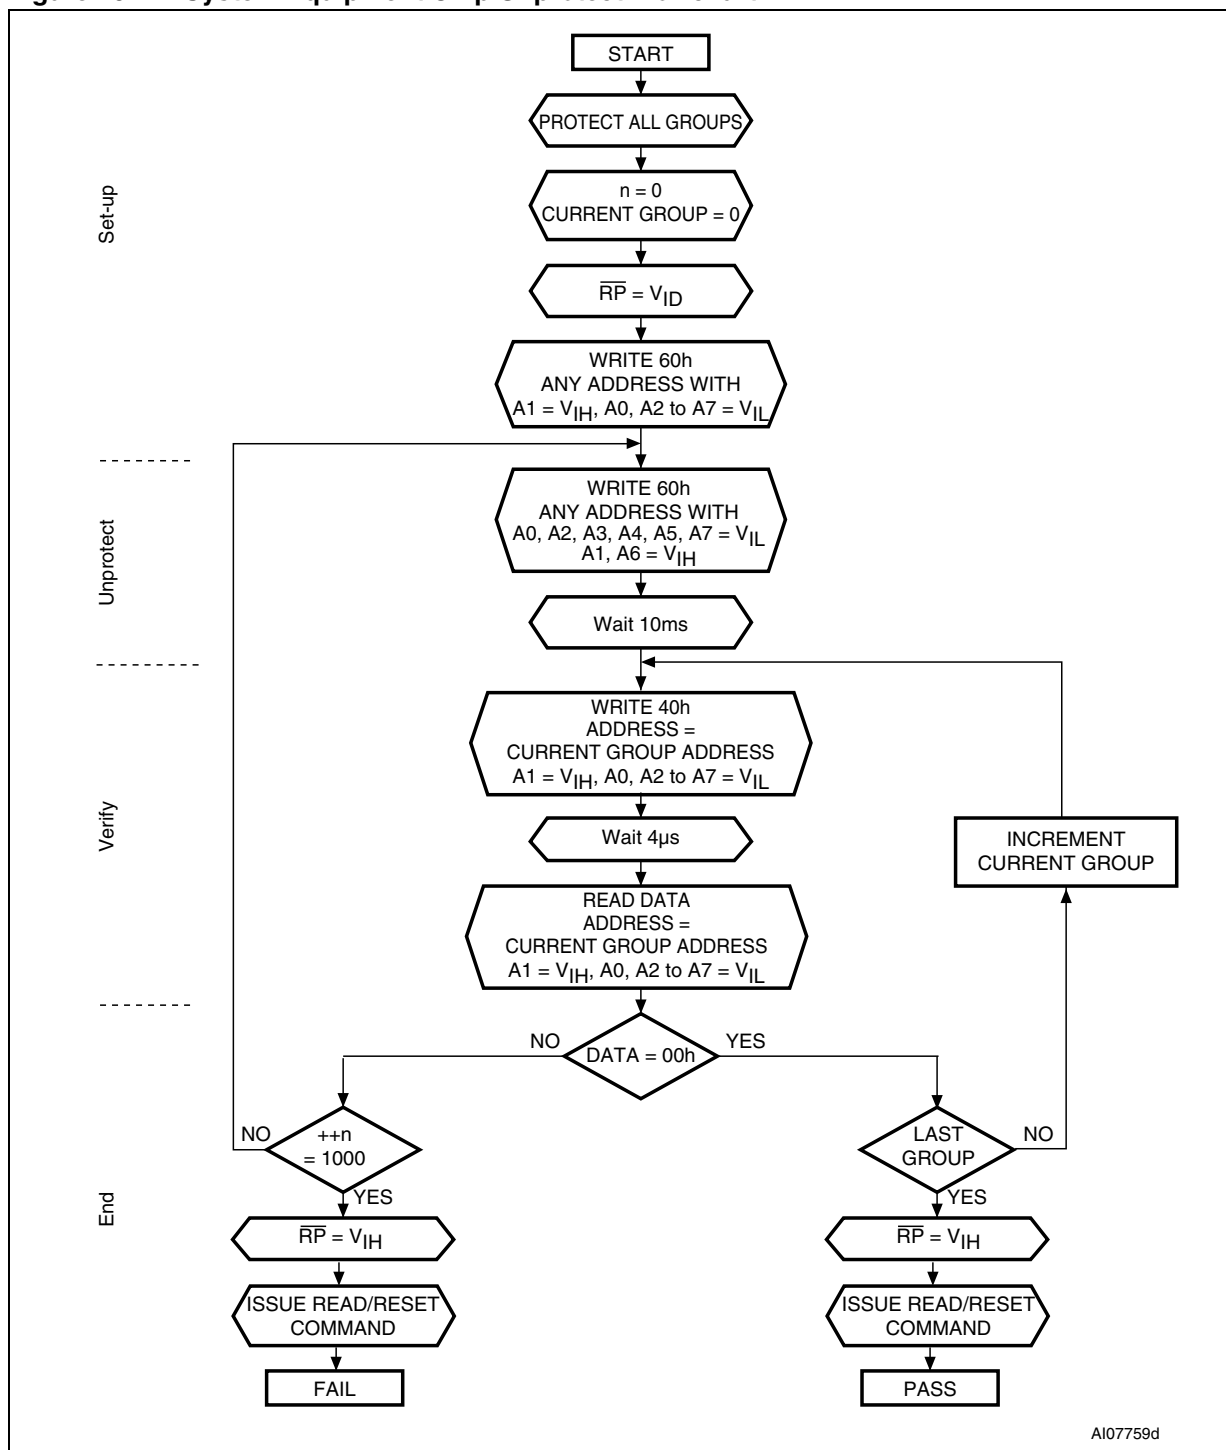 START
PROTECT ALL GROUPS
n = 0
CURRENT GROUP = 0
Set-up
RP = VID
WRITE 60h
ANY ADDRESS WITH
A1 = VIH, A0, A2 to A7 = VIL
WRITE 60h
ANY ADDRESS WITH
A0, A2, A3, A4, A5, A7 = VIL
A1, A6 = VIH
Unprotect
Wait 10ms
WRITE 40h
ADDRESS =
CURRENT GROUP ADDRESS
A1 = VIH, A0, A2 to A7 = VIL
Verify
Wait 4µs
INCREMENT
CURRENT GROUP
READ DATA
ADDRESS =
CURRENT GROUP ADDRESS
A1 = VIH, A0, A2 to A7 = VIL
NO
DATA = 00h
YES
NO
++n
= 1000
YES
LAST
GROUP
NO
YES
End
RP = VIH
RP = VIH
ISSUE READ/RESET
COMMAND
ISSUE READ/RESET
COMMAND
FAIL
PASS
AI07759d